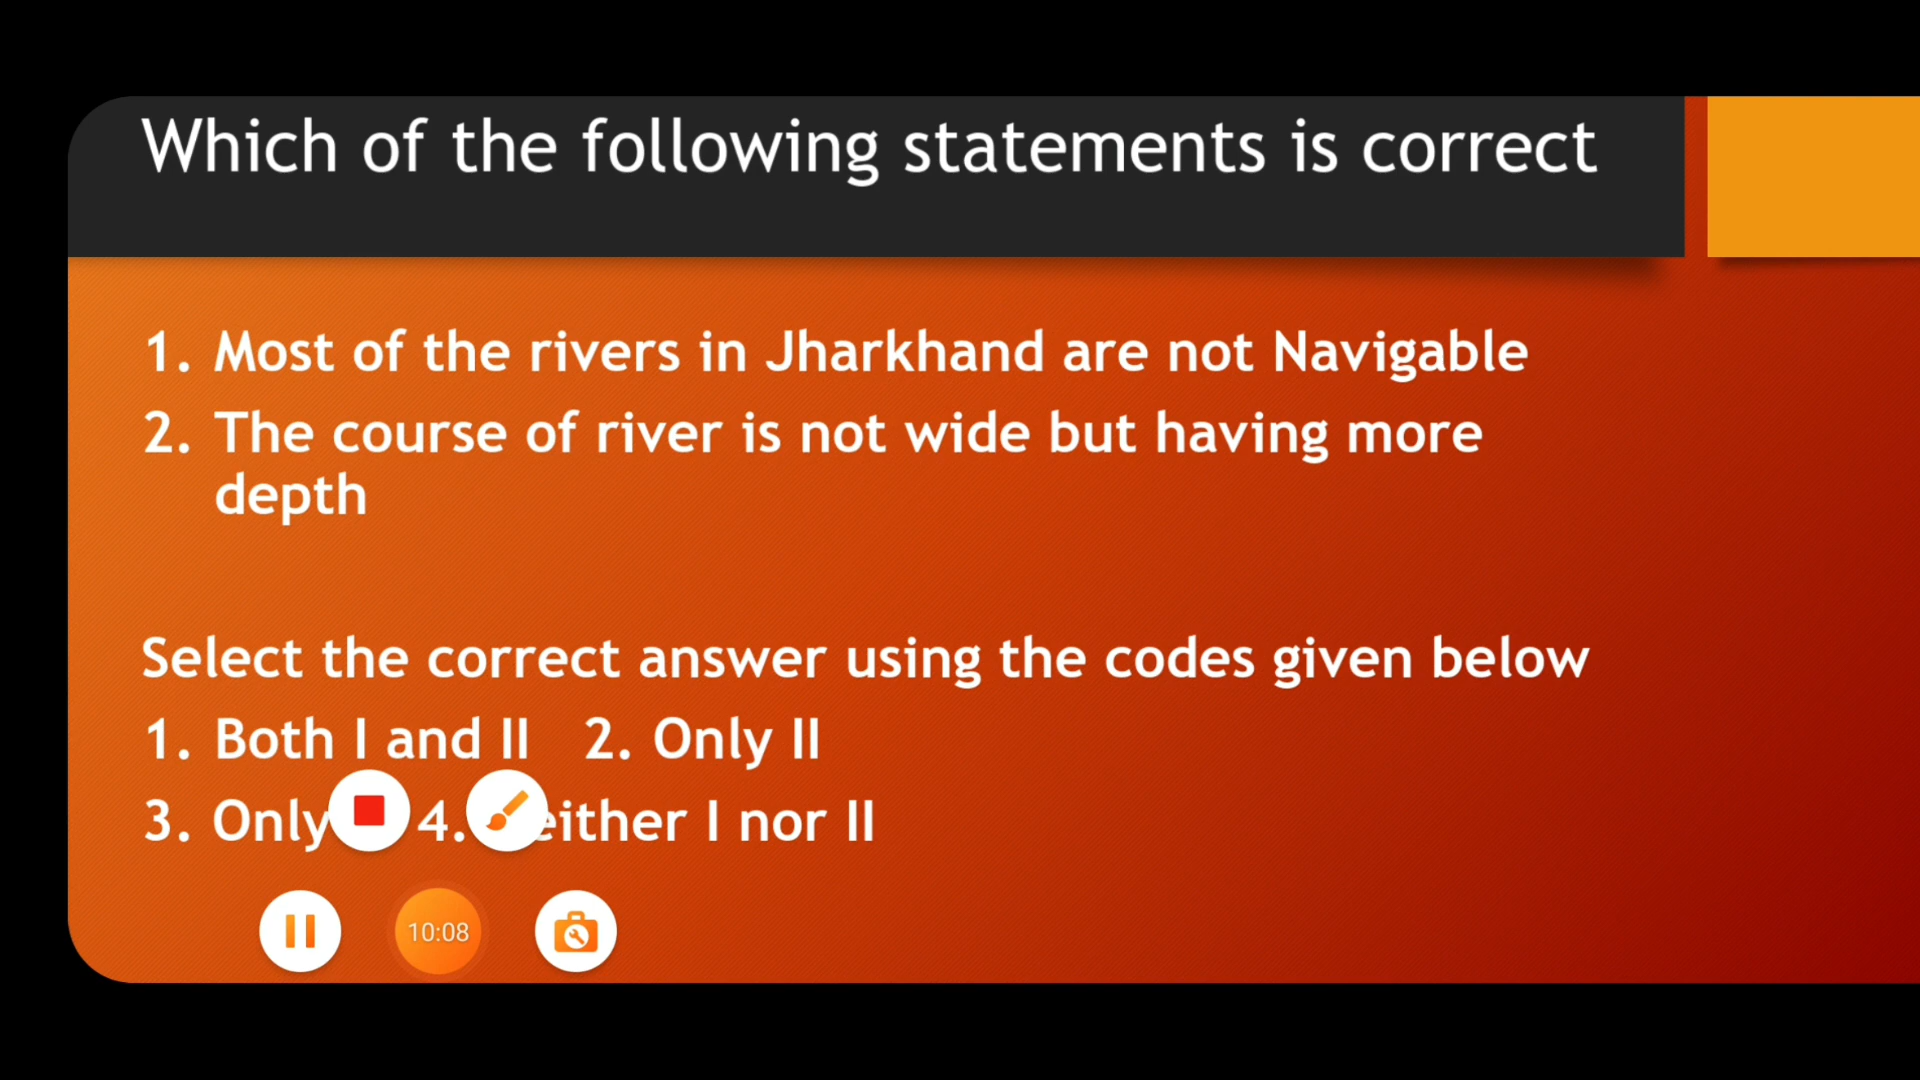 Which of the following statements is correct
1. Most of the rivers in Jharkhand are not Navigable
2. The course of river is not wide but having more
depth
Select the correct answer using the codes given below
1. Both I and II 2. Only II
3. Only 4. either I nor II
10:08